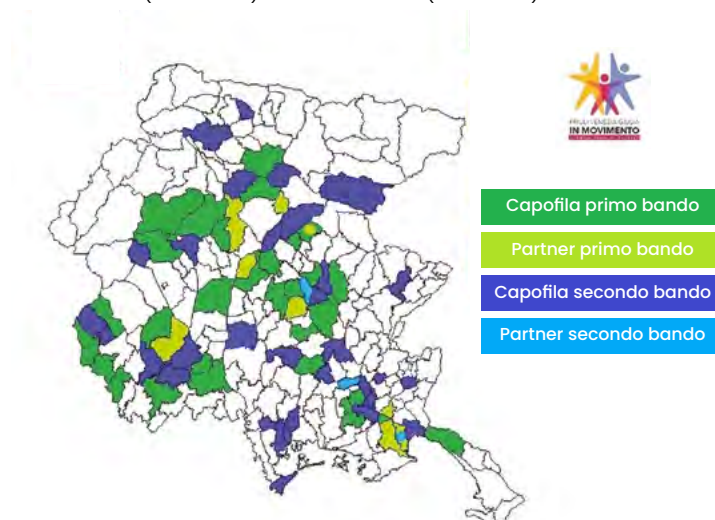 FRIULI VENEZIA GIULIA
IN MOVIMENTO
Capofila primo bando
Partner primo bando
Capofila secondo bando
Partner secondo bando